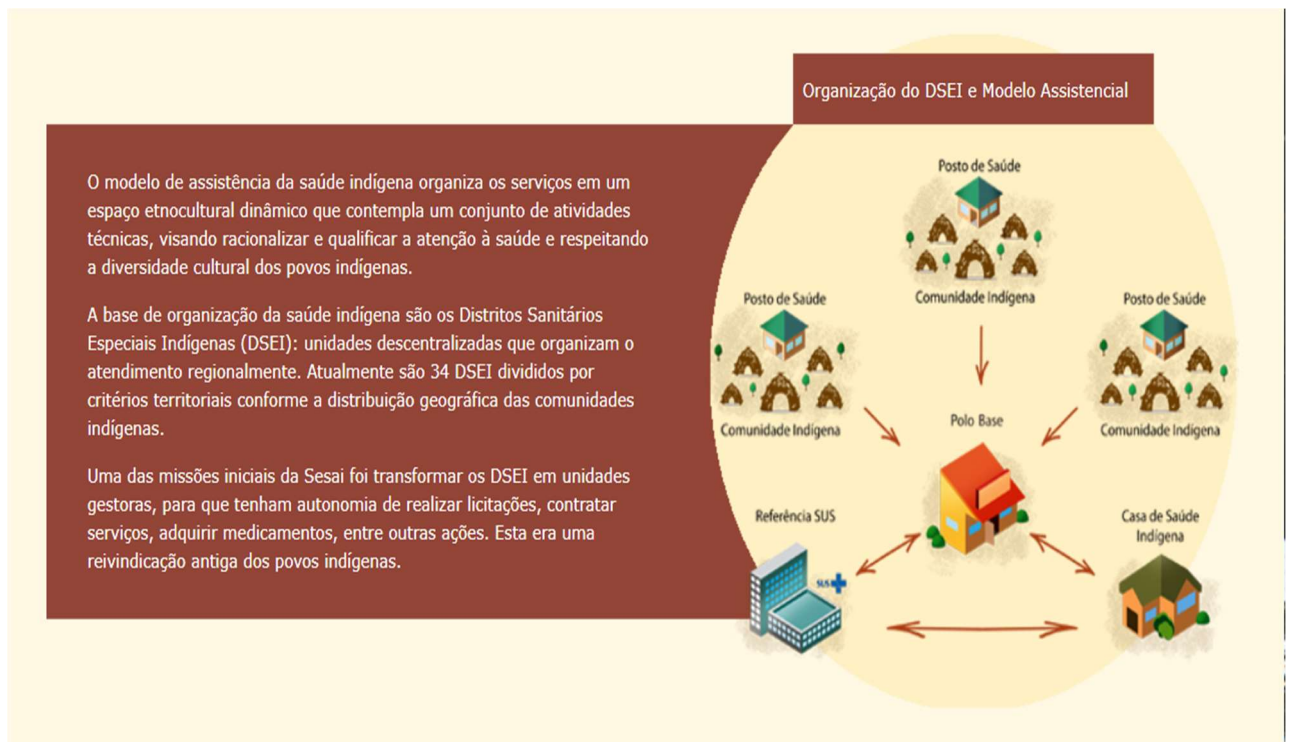 Organização do DSEI e Modelo Assistencial
O modelo de assistência da saúde indígena organiza os serviços em um
espaço etnocultural dinâmico que contempla um conjunto de atividades
técnicas, visando racionalizar e qualificar a atenção à saúde e respeitando
a diversidade cultural dos povos indígenas.
A base de organização da saúde indígena são os Distritos Sanitários
Especiais Indígenas (DSEI): unidades descentralizadas que organizam o
atendimento regionalmente. Atualmente são 34 DSEI divididos por
critérios territoriais conforme a distribuição geográfica das comunidades
indígenas.
Uma das missões iniciais da Sesai foi transformar os DSEI em unidades
gestoras, para que tenham autonomia de realizar licitações, contratar
serviços, adquirir medicamentos, entre outras ações. Esta era uma
reivindicação antiga dos povos indígenas.
Posto de Saúde
Comunidade Indígena
Posto de Saúde
Comunidade Indígena
Posto de Saúde
Comunidade Indígena
Polo Base
Referência SUS
SUS
Casa de Saúde
Indígena